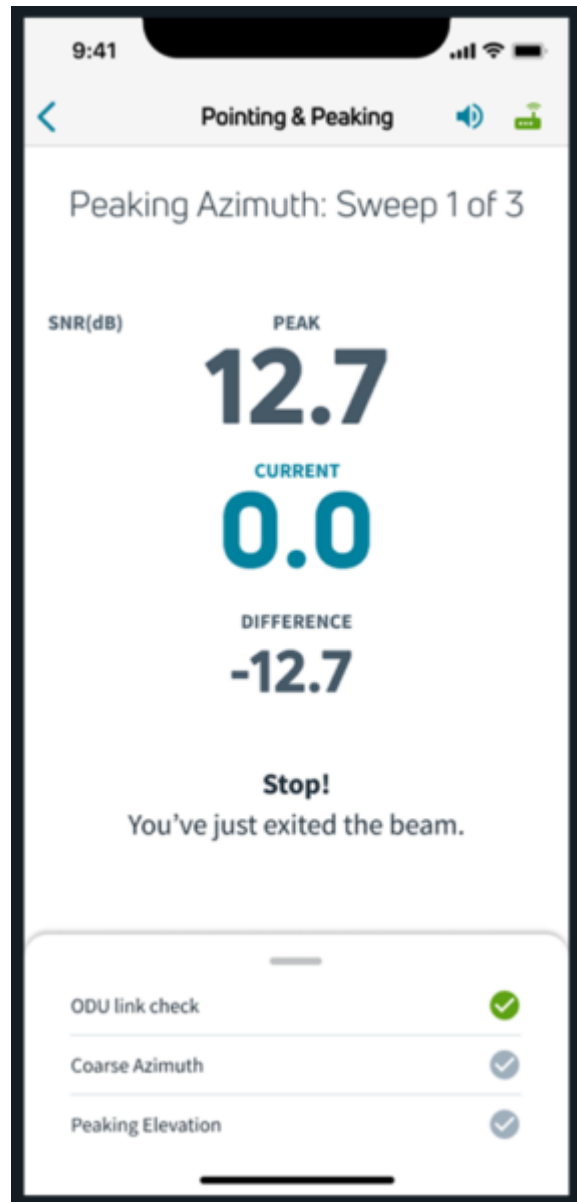 9:41
Pointing & Peaking
Peaking Azimuth: Sweep 1 of 3
SNR(dB)
PEAK
12.7
CURRENT
0.0
DIFFERENCE
-12.7
Stop!
You've just exited the beam.
ODU link check
Coarse Azimuth
Peaking Elevation